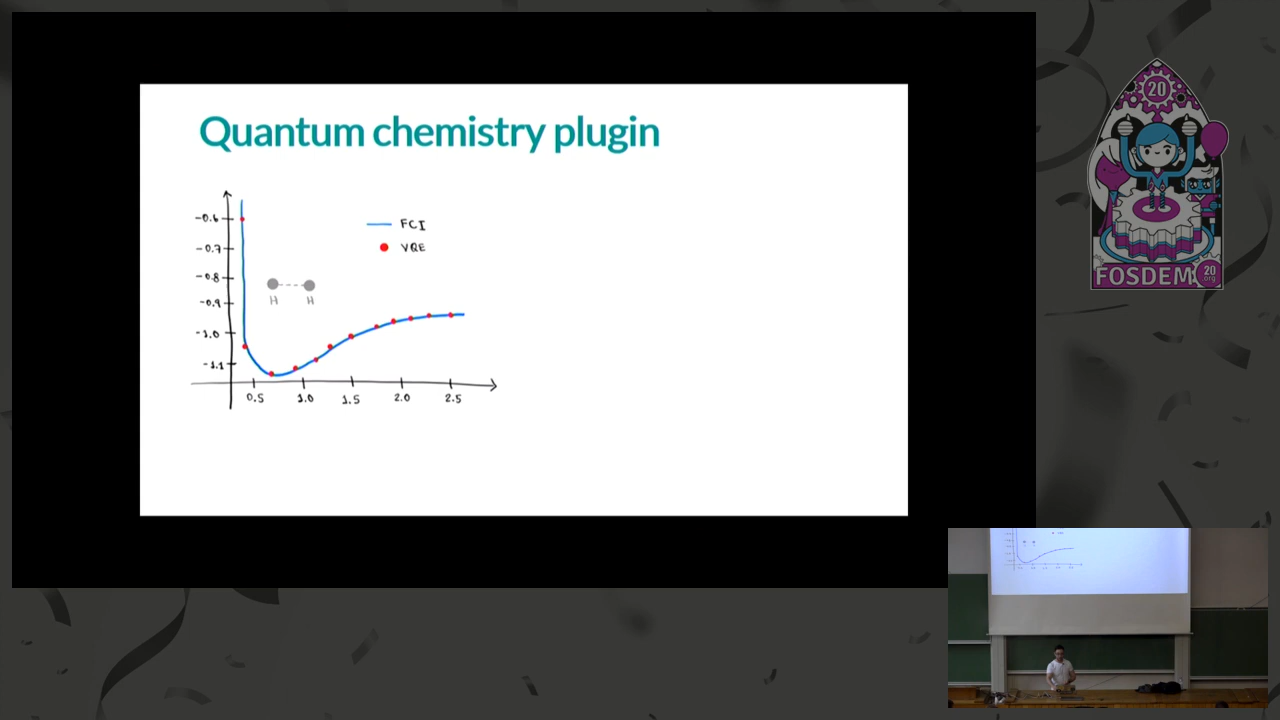 Quantum chemistry plugin
-0.6
-0.7
-0.8
-0.9
-1.0
-1.1
FCI
VQE
H H
0.5 1.0 1.5 2.0 2.5
20
FOSDEM
20
.org